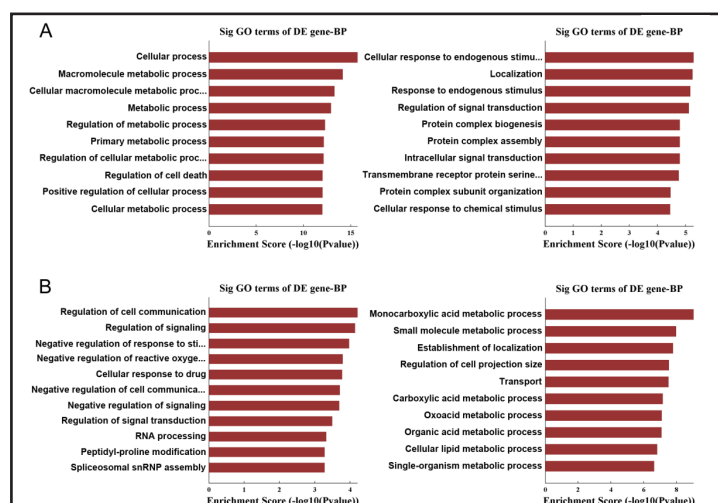 A
Sig GO terms of DE gene-BP
Cellular process
Macromolecule metabolic process
Cellular macromolecule metabolic proc...
Metabolic process
Regulation of metabolic process
Primary metabolic process
Regulation of cellular metabolic proc...
Regulation of cell death
Positive regulation of cellular process
Cellular metabolic process
0 5 10 15
Enrichment Score (-log10(Pvalue))
Sig GO terms of DE gene-BP
Cellular response to endogenous stimu...
Localization
Response to endogenous stimulus
Regulation of signal transduction
Protein complex biogenesis
Protein complex assembly
Intracellular signal transduction
Transmembrane receptor protein serine...
Protein complex subunit organization
Cellular response to chemical stimulus
0 1 2 3 4 5
Enrichment Score (-log10(Pvalue))
B
Sig GO terms of DE gene-BP
Regulation of cell communication
Regulation of signaling
Negative regulation of response to sti...
Negative regulation of reactive oxyge...
Cellular response to drug
Negative regulation of cell communica...
Negative regulation of signaling
Regulation of signal transduction
RNA processing
Peptidyl-proline modification
Spliceosomal snRNP assembly
0 1 2 3 4
Enrichment Score (-log10(Pvalue))
Sig GO terms of DE gene-BP
Monocarboxylic acid metabolic process
Small molecule metabolic process
Establishment of localization
Regulation of cell projection size
Transport
Carboxylic acid metabolic process
Oxoacid metabolic process
Organic acid metabolic process
Cellular lipid metabolic process
Single-organism metabolic process
0 2 4 6 8
Enrichment Score (-log10(Pvalue))